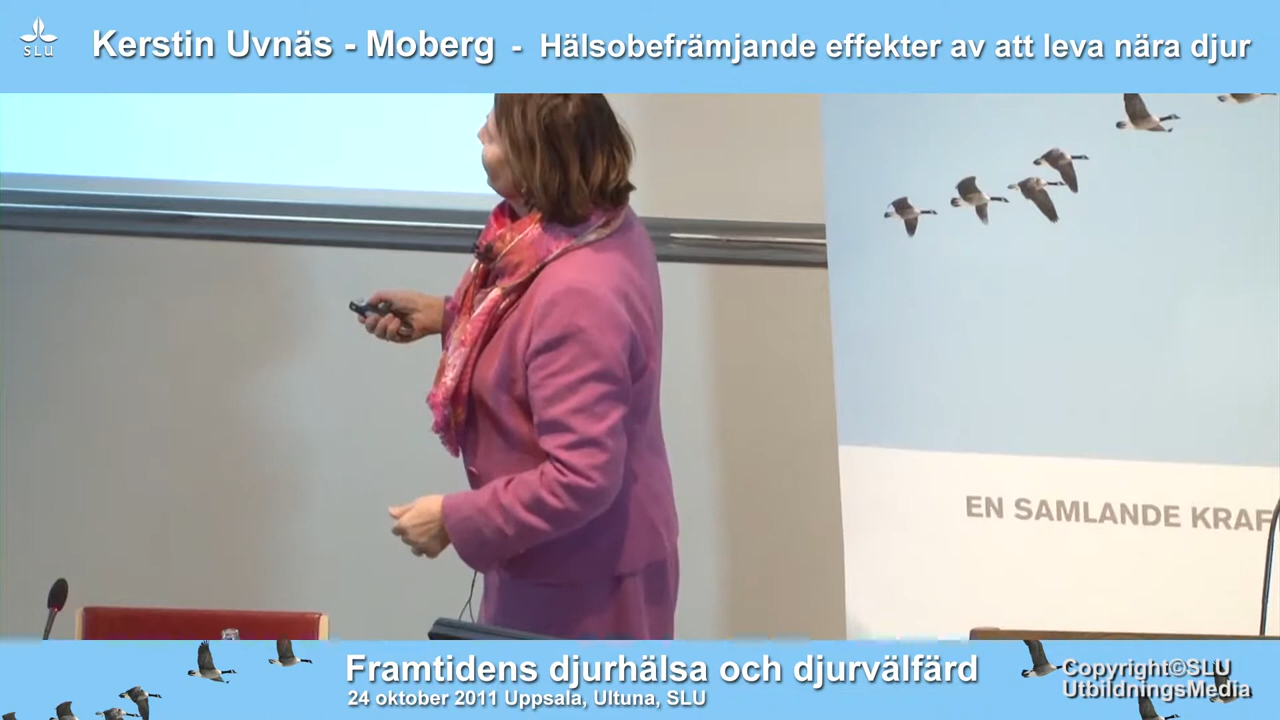 SLU
Kerstin Uvnäs - Moberg - Hälsobefrämjande effekter av att leva nära djur
EN SAMLANDE KRAF
Framtidens djurhälsa och djurvälfärd
24 oktober 2011 Uppsala, Ultuna, SLU
Copyright©SLU
UtbildningsMedia